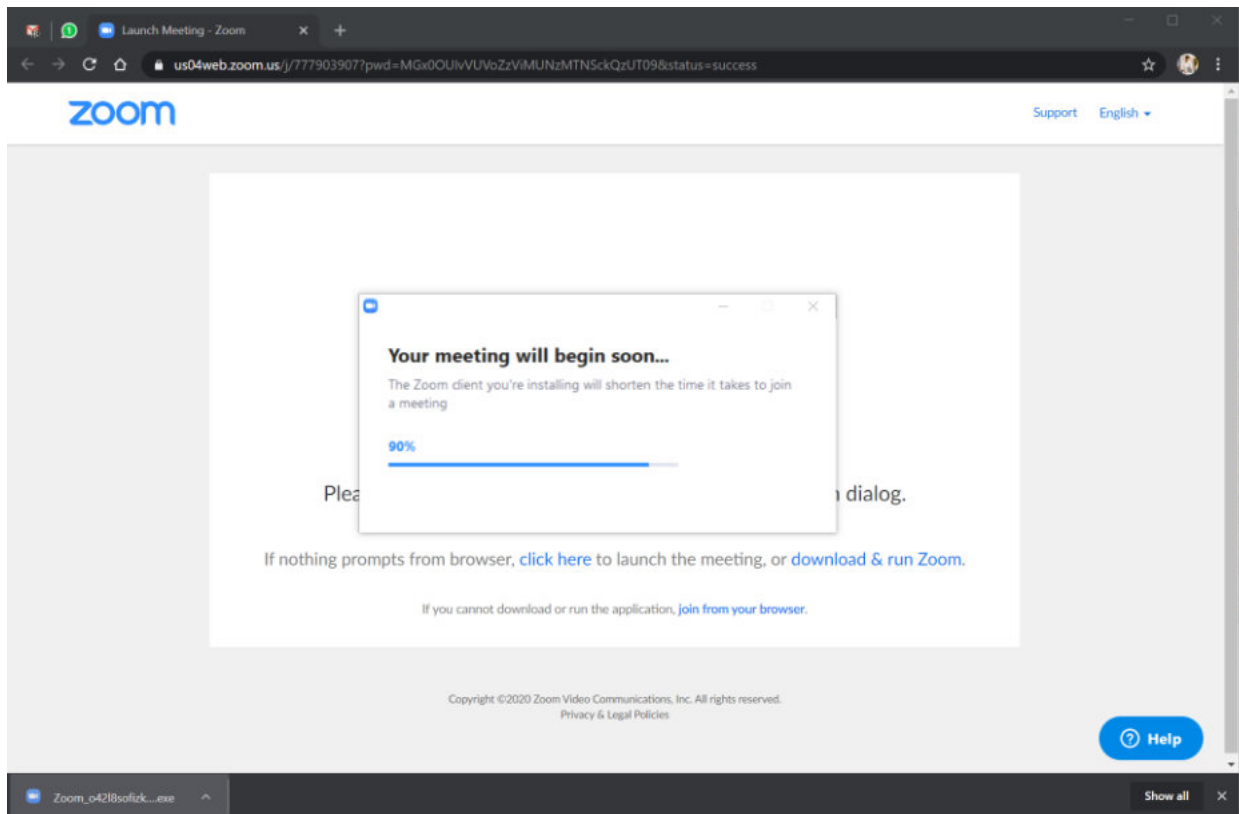 Launch Meeting - Zoom
us04web.zoom.us/j/777903907?pwd=MGx0OUIvVUVoZzViMUNzMTNSckQzUT09&status=success
zoom
Support English
Your meeting will begin soon...
The Zoom client you're installing will shorten the time it takes to join
a meeting
90%
Plea
dialog.
If nothing prompts from browser, click here to launch the meeting, or download & run Zoom.
If you cannot download or run the application, join from your browser.
Copyright ©2020 Zoom Video Communications, Inc. All rights reserved.
Privacy & Legal Policies
Help
Zoom_o42l8sofizk....exe
Show all